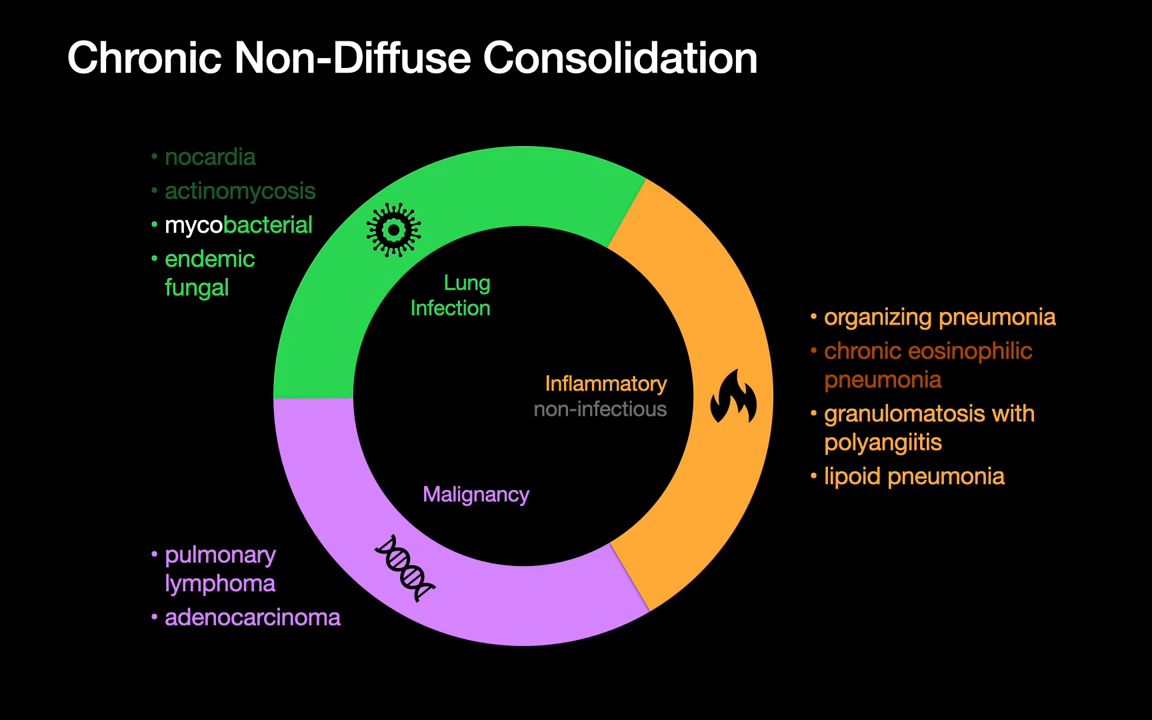 Chronic Non-Diffuse Consolidation
• nocardia
• actinomycosis
• mycobacterial
• endemic
fungal
Lung
Infection
Inflammatory
non-infectious
• organizing pneumonia
• chronic eosinophilic
pneumonia
• granulomatosis with
polyangiitis
• lipoid pneumonia
Malignancy
• pulmonary
lymphoma
• adenocarcinoma